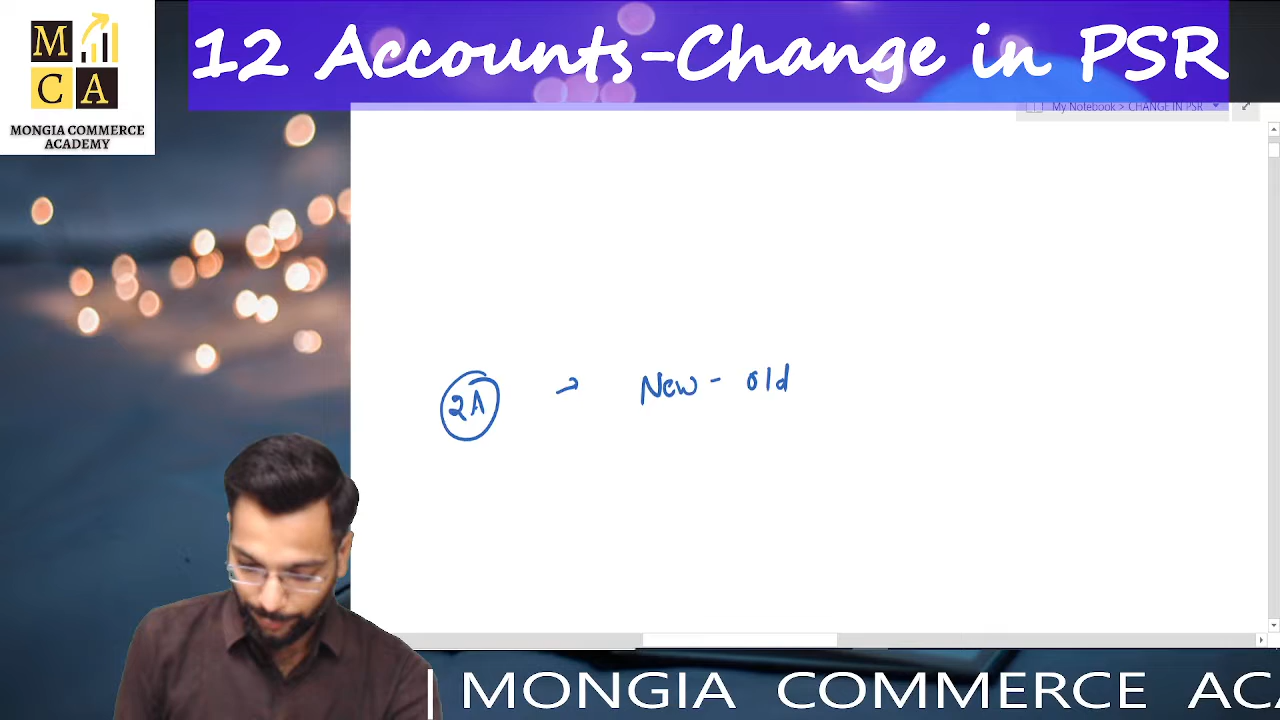 M
C A
MONGIA COMMERCE
ACADEMY
12 Accounts-Change in PSR
My Notebook > CHANGE IN PSR
2A → New - old
| MONGIA COMMERCE AC